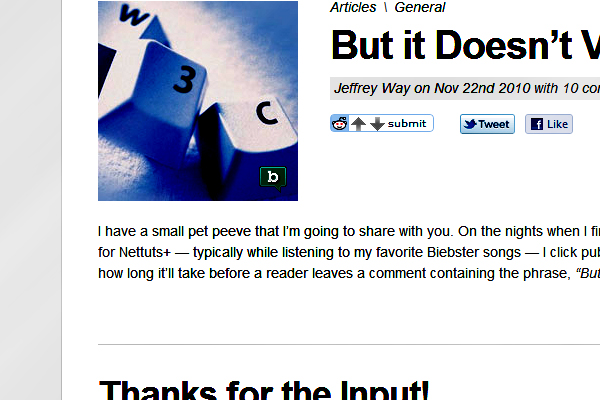 W
3
C
b
Articles \ General
But it Doesn’t
Jeffrey Way on Nov 22nd 2010 with 10
submit
Tweet
Like
I have a small pet peeve that I’m going to share with you. On the nights when I
for Nettuts+ — typically while listening to my favorite Biebster songs — I click
how long it’ll take before a reader leaves a comment containing the phrase, “But
Thanks for the Input!